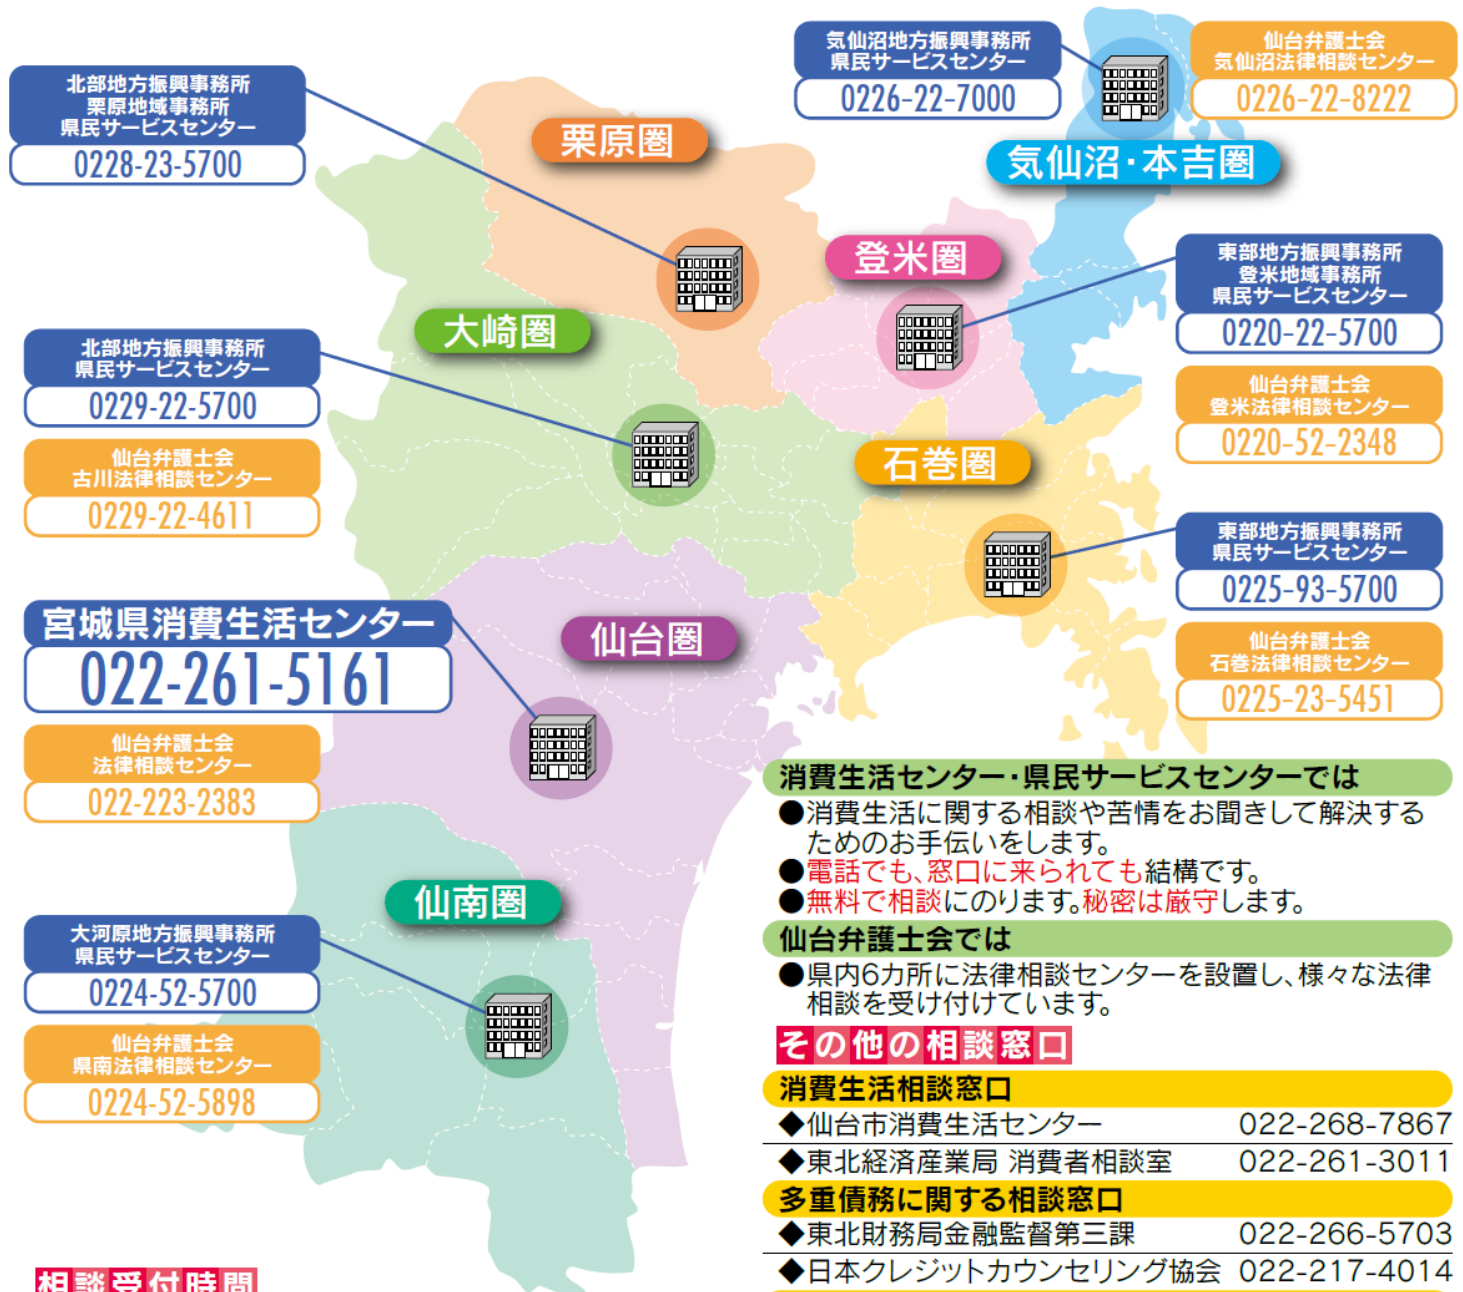 北部地方振興事務所
栗原地域事務所
県民サービスセンター
0228-23-5700
栗原圏
気仙沼地方振興事務所
県民サービスセンター
0226-22-7000
仙台弁護士会
気仙沼法律相談センター
0226-22-8222
気仙沼・本吉圏
登米圏
東部地方振興事務所
登米地域事務所
県民サービスセンター
0220-22-5700
仙台弁護士会
登米法律相談センター
0220-52-2348
大崎圏
北部地方振興事務所
県民サービスセンター
0229-22-5700
仙台弁護士会
古川法律相談センター
0229-22-4611
石巻圏
東部地方振興事務所
県民サービスセンター
0225-93-5700
仙台弁護士会
石巻法律相談センター
0225-23-5451
宮城県消費生活センター
022-261-5161
仙台圏
仙台弁護士会
法律相談センター
022-223-2383
仙南圏
大河原地方振興事務所
県民サービスセンター
0224-52-5700
仙台弁護士会
県南法律相談センター
0224-52-5898
消費生活センター・県民サービスセンターでは
●消費生活に関する相談や苦情をお聞きして解決する
ためのお手伝いをします。
●電話でも、窓口に来られても結構です。
●無料で相談にのります。秘密は厳守します。
仙台弁護士会では
●県内6カ所に法律相談センターを設置し、様々な法律
相談を受け付けています。
その他の相談窓口
消費生活相談窓口
◆仙台市消費生活センター 022-268-7867
◆東北経済産業局 消費者相談室 022-261-3011
多重債務に関する相談窓口
◆東北財務局金融監督第三課 022-266-5703
◆日本クレジットカウンセリング協会 022-217-4014
相談受付時間